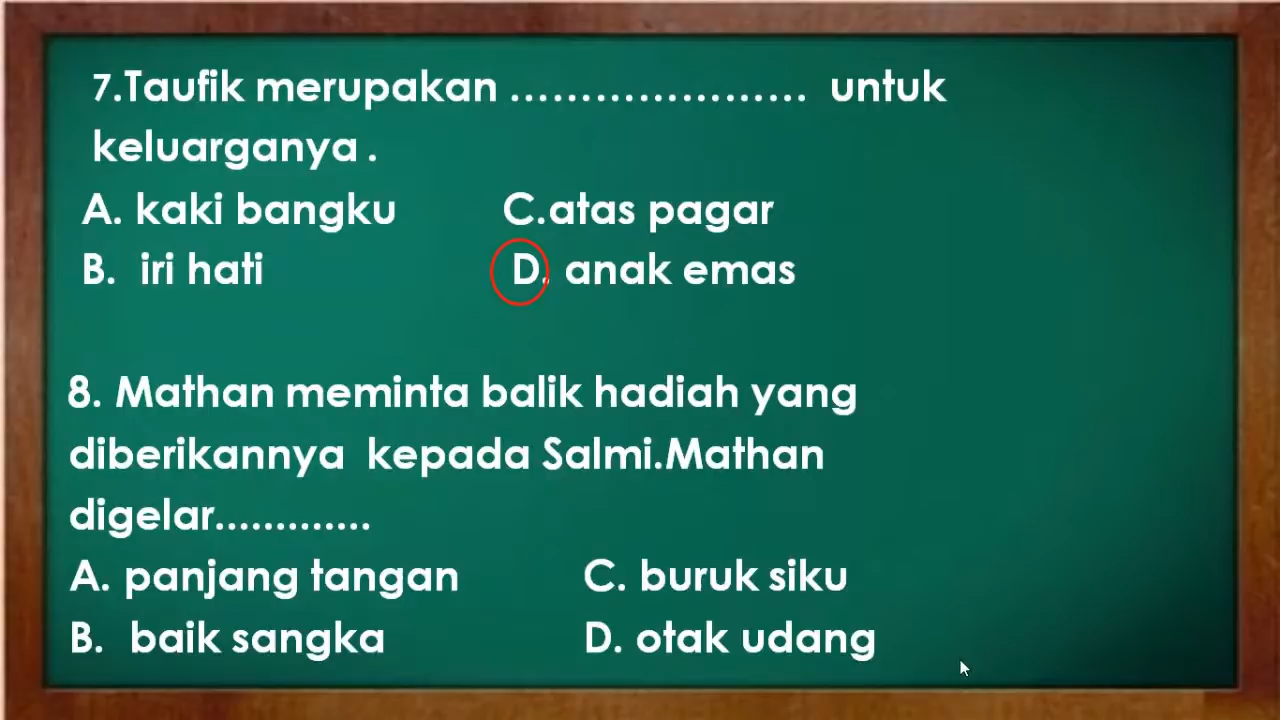 7.Taufik merupakan ..................... untuk
keluarganya .
A. kaki bangku C.atas pagar
B. iri hati D. anak emas
8. Mathan meminta balik hadiah yang
diberikannya kepada Salmi.Mathan
digelar.............
A. panjang tangan C. buruk siku
B. baik sangka D. otak udang